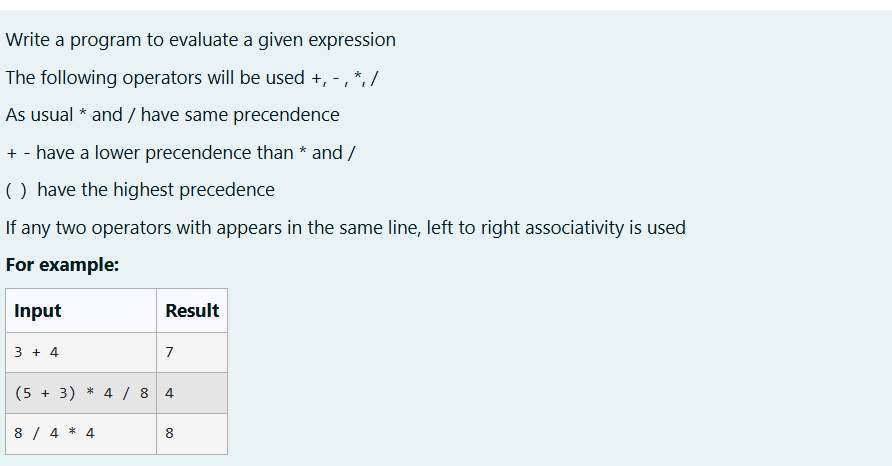 Write a program to evaluate a given expression
The following operators will be used +, - , *, /
As usual * and / have same precendence
+ - have a lower precendence than * and /
( ) have the highest precedence
If any two operators with appears in the same line, left to right associativity is used
For example:
Input Result
3 + 4 7
(5 + 3) * 4 / 8 4
8 / 4 * 4 8